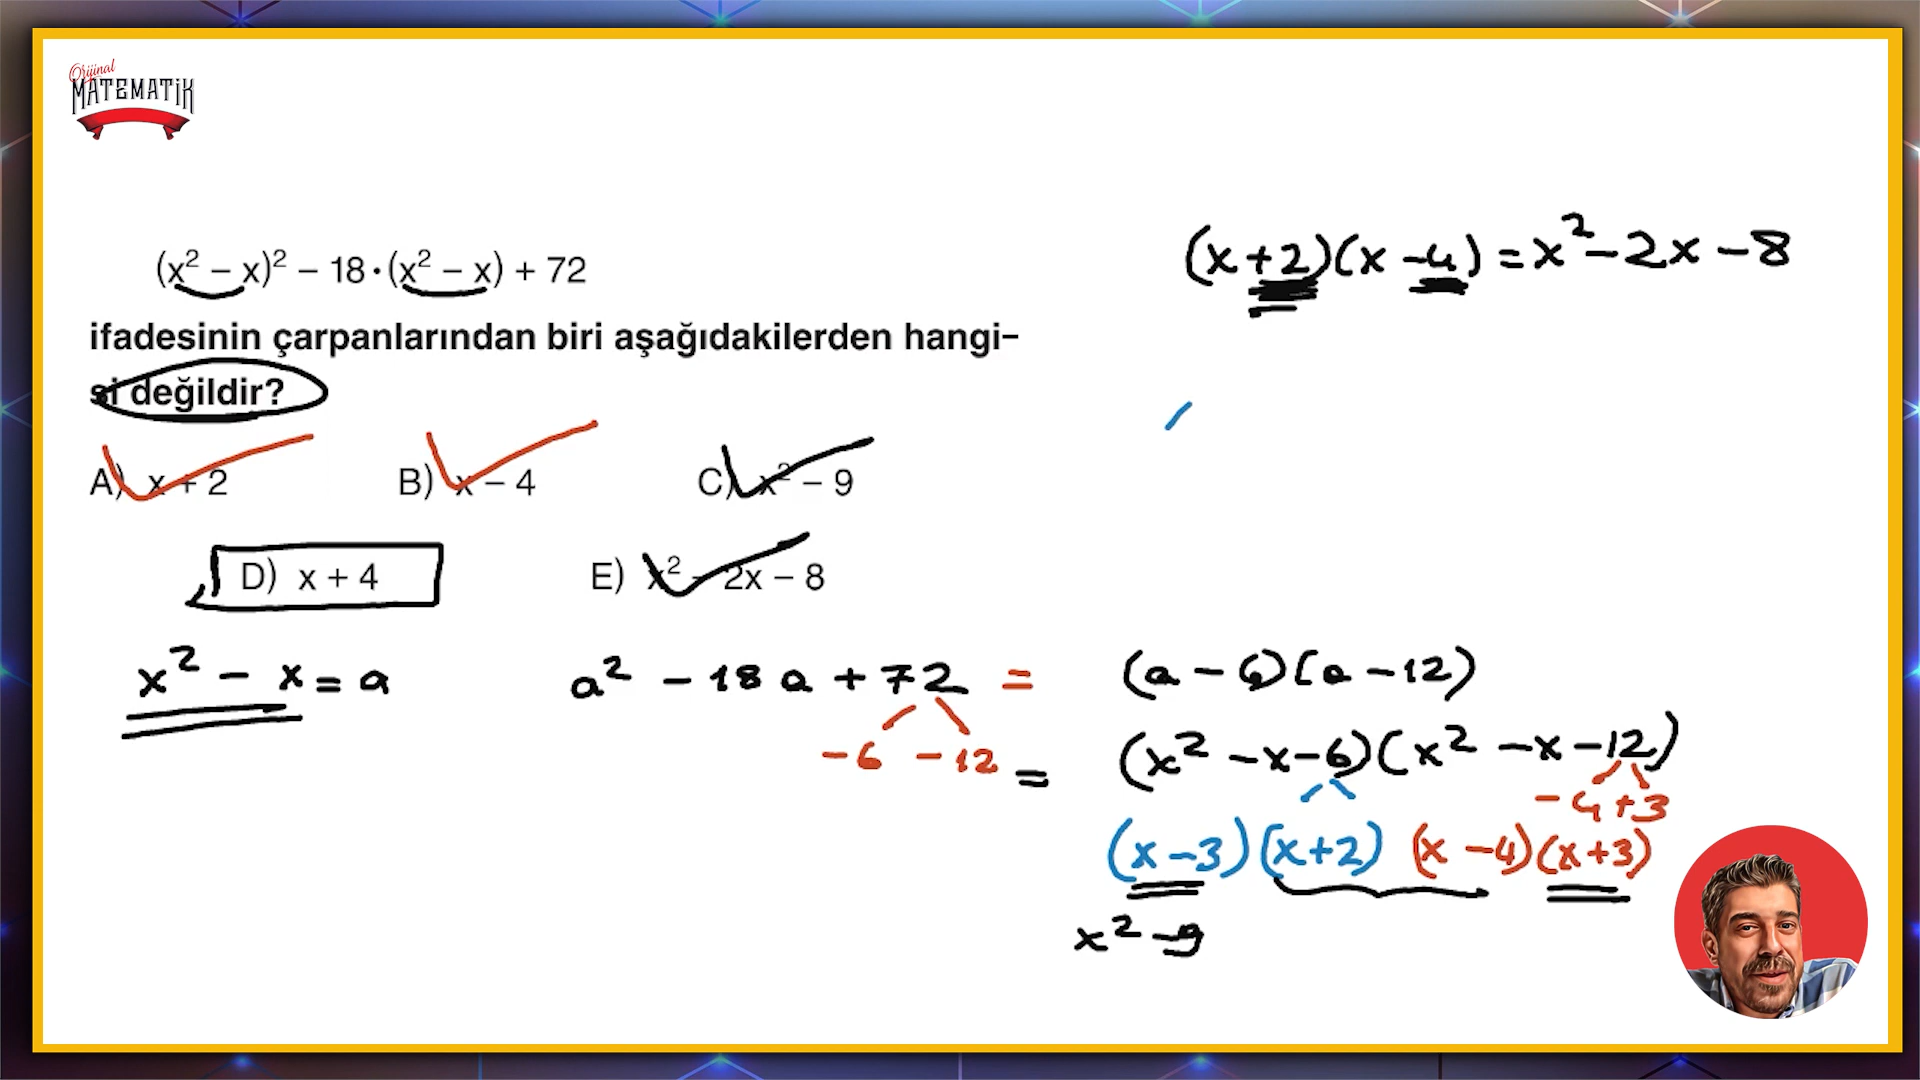 Orijinal
MATEMATİK
(x² − x)² − 18·(x² − x) + 72
ifadesinin çarpanlarından biri aşağıdakilerden hangi−
si değildir?
A) x + 2 B) x − 4 C) x² − 9
D) x + 4 E) x² − 2x − 8
(x+2)(x−4) = x² − 2x − 8
x² − x = a
a² − 18a + 72 =
−6 −12
(a − 6)(a − 12)
= (x² − x − 6)(x² − x − 12)
−4 +3
(x−3)(x+2) (x−4)(x+3)
x² − 9